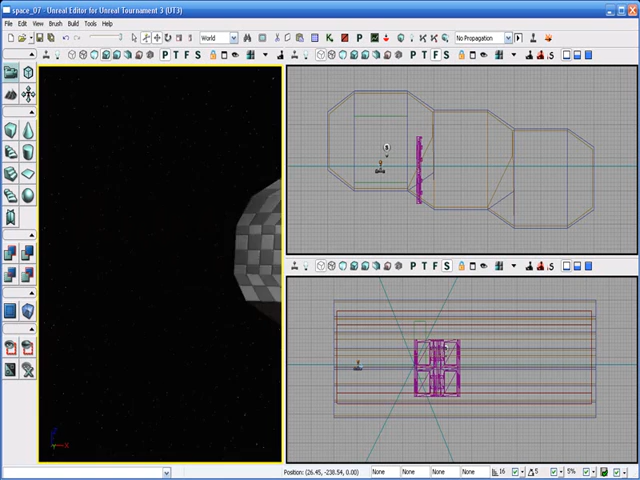 space_07 - Unreal Editor for Unreal Tournament 3 (UT3)
File Edit View Brush Build Tools Help
World No Propagation
P T F S
P T F S
P T F S
Position: (26.45, -238.54, 0.00) None None None None 16 5 5%